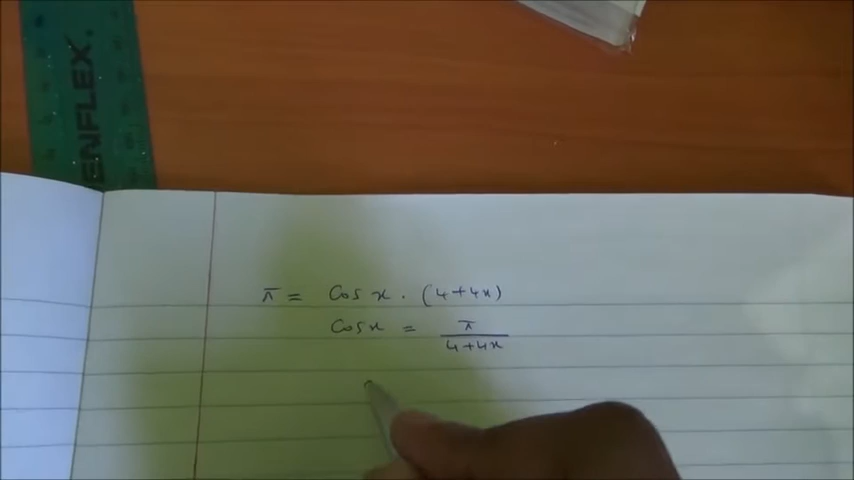 ENFLEX.
π = Cos x . (4+4x)
Cos x = π / 4+4x